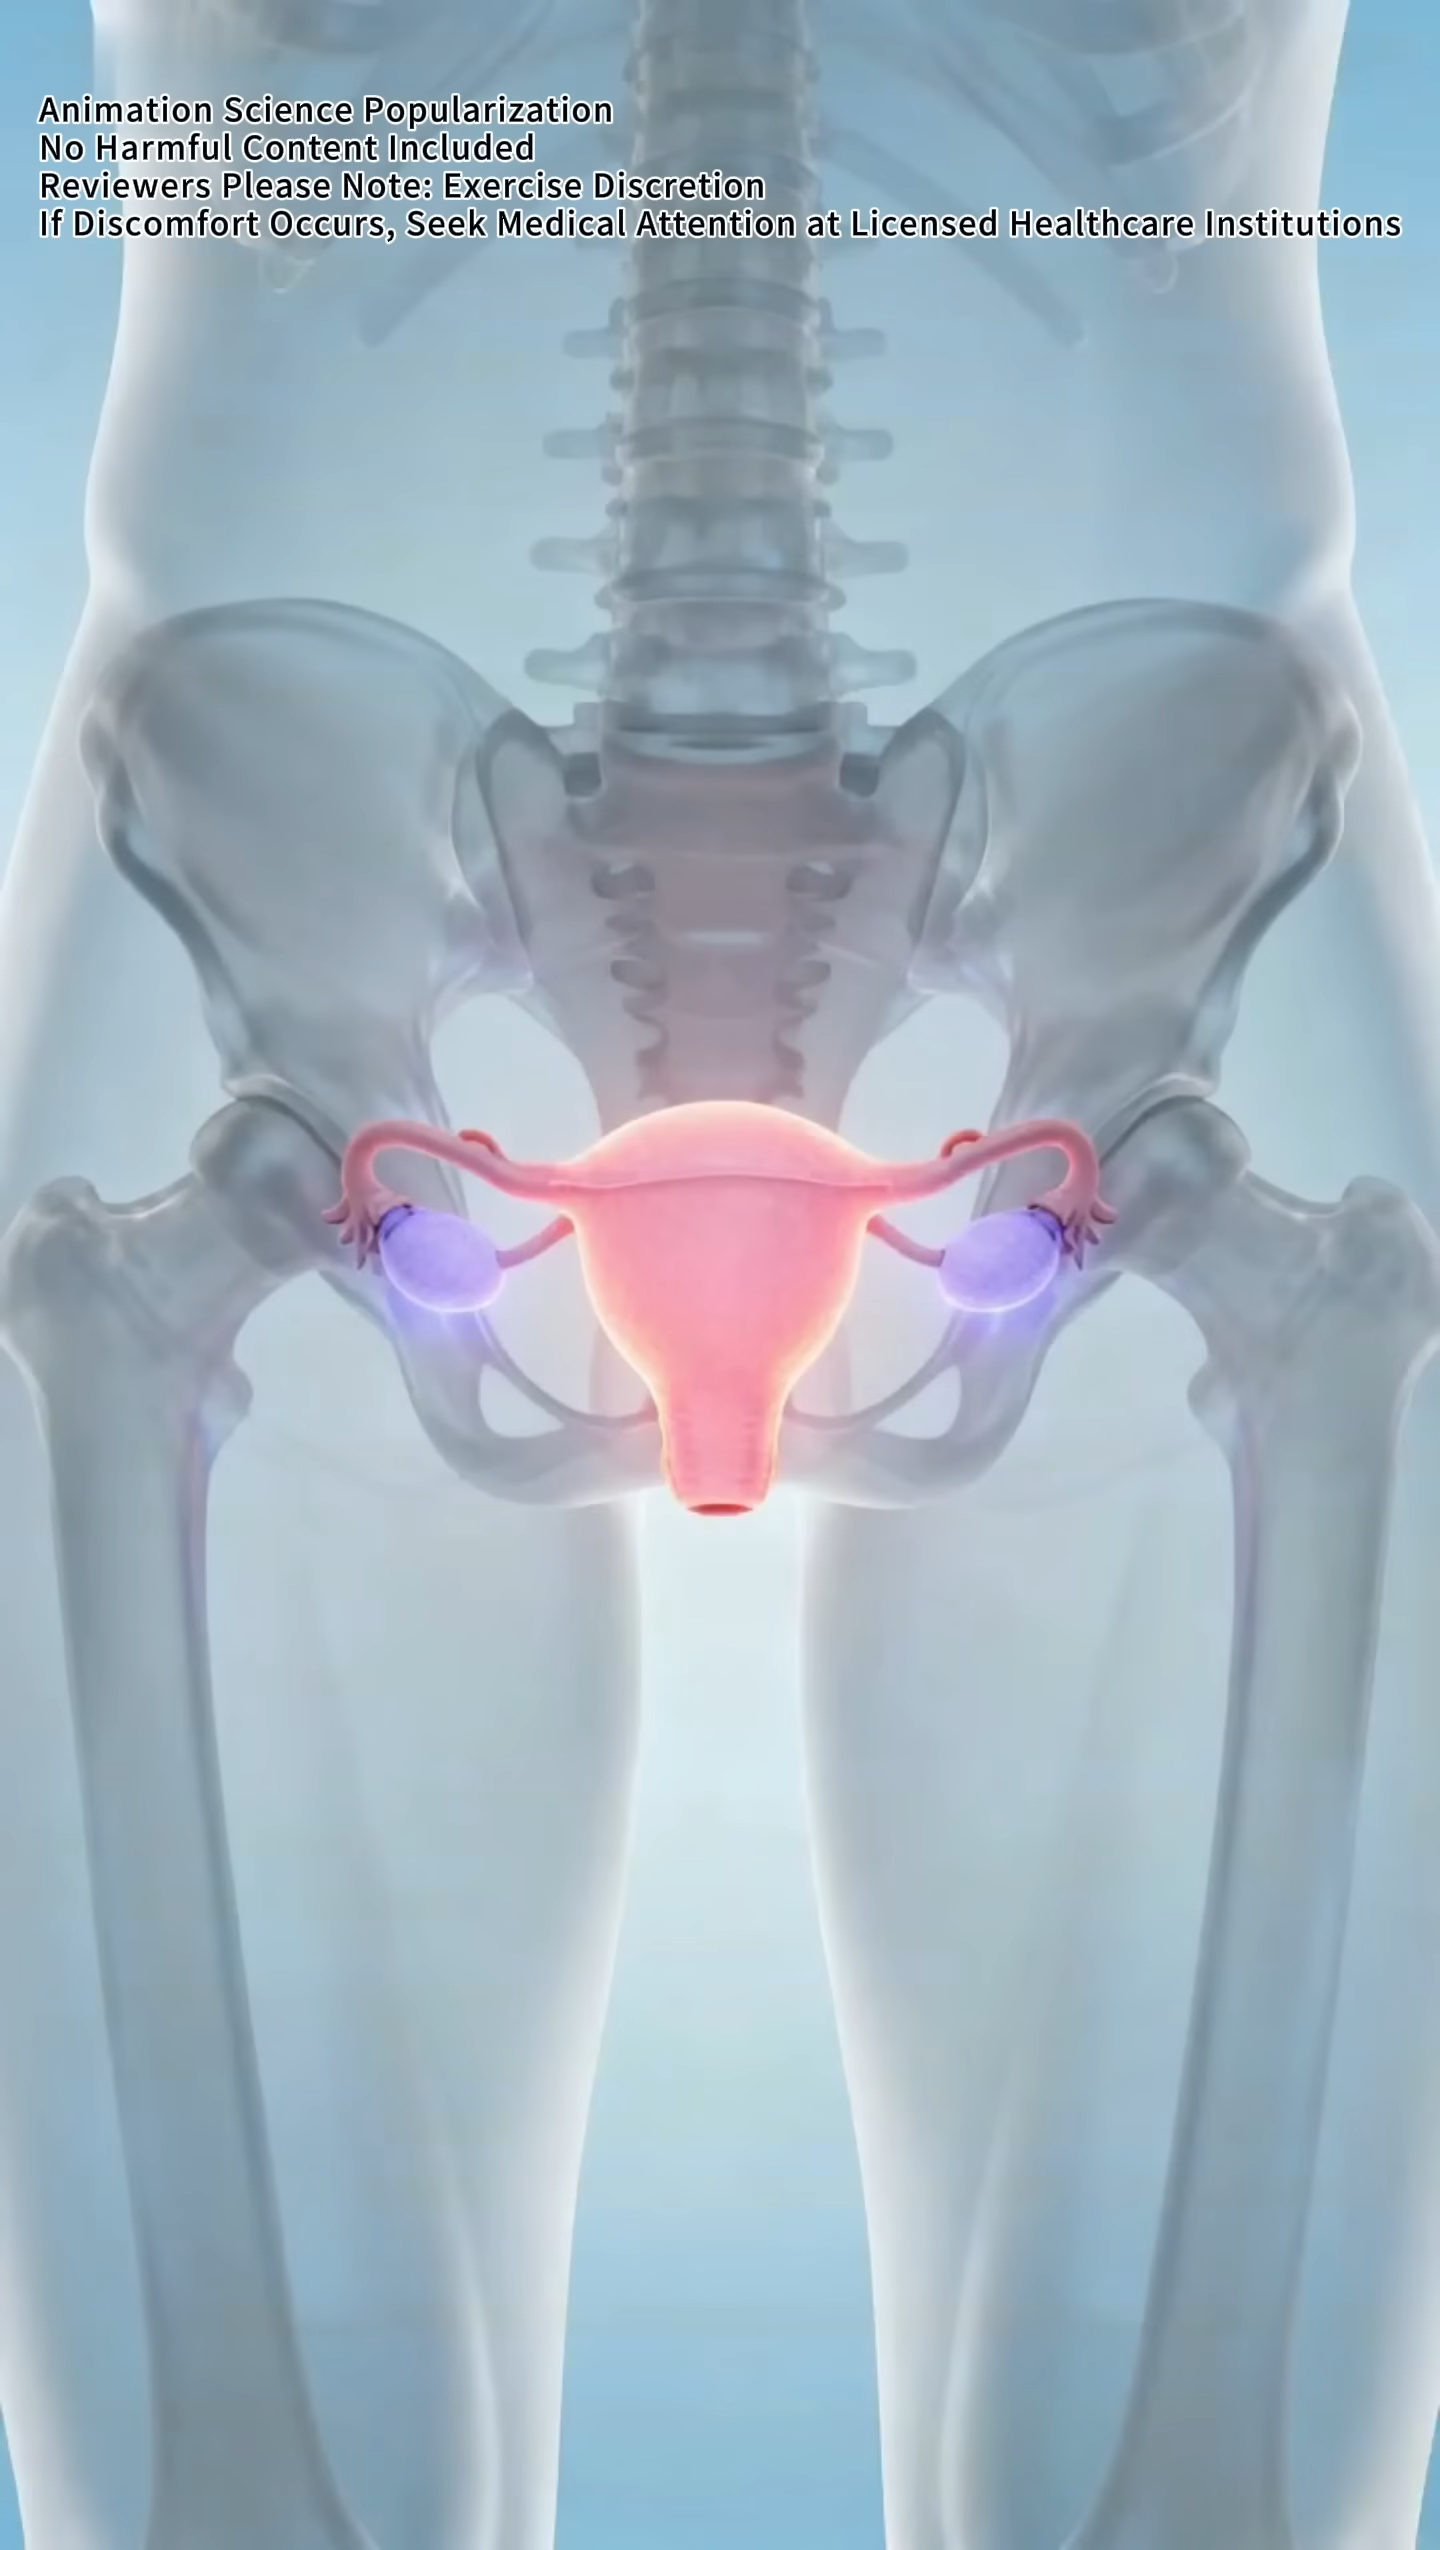 Animation Science Popularization
No Harmful Content Included
Reviewers Please Note: Exercise Discretion
If Discomfort Occurs, Seek Medical Attention at Licensed Healthcare Institutions